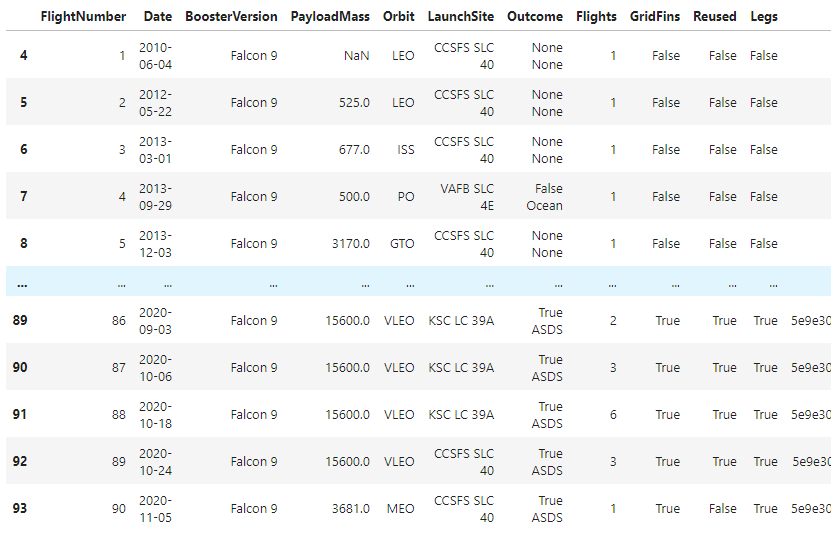 FlightNumber Date BoosterVersion PayloadMass Orbit LaunchSite Outcome Flights GridFins Reused Legs
4 1 2010-06-04 Falcon 9 NaN LEO CCSFS SLC 40 None None 1 False False False
5 2 2012-05-22 Falcon 9 525.0 LEO CCSFS SLC 40 None None 1 False False False
6 3 2013-03-01 Falcon 9 677.0 ISS CCSFS SLC 40 None None 1 False False False
7 4 2013-09-29 Falcon 9 500.0 PO VAFB SLC 4E False Ocean 1 False False False
8 5 2013-12-03 Falcon 9 3170.0 GTO CCSFS SLC 40 None None 1 False False False
... ... ... ... ... ... ... ... ... ... ... ...
89 86 2020-09-03 Falcon 9 15600.0 VLEO KSC LC 39A True ASDS 2 True True True 5e9e30
90 87 2020-10-06 Falcon 9 15600.0 VLEO KSC LC 39A True ASDS 3 True True True 5e9e30
91 88 2020-10-18 Falcon 9 15600.0 VLEO KSC LC 39A True ASDS 6 True True True 5e9e30
92 89 2020-10-24 Falcon 9 15600.0 VLEO CCSFS SLC 40 True ASDS 3 True True True 5e9e30
93 90 2020-11-05 Falcon 9 3681.0 MEO CCSFS SLC 40 True ASDS 1 True False True 5e9e30